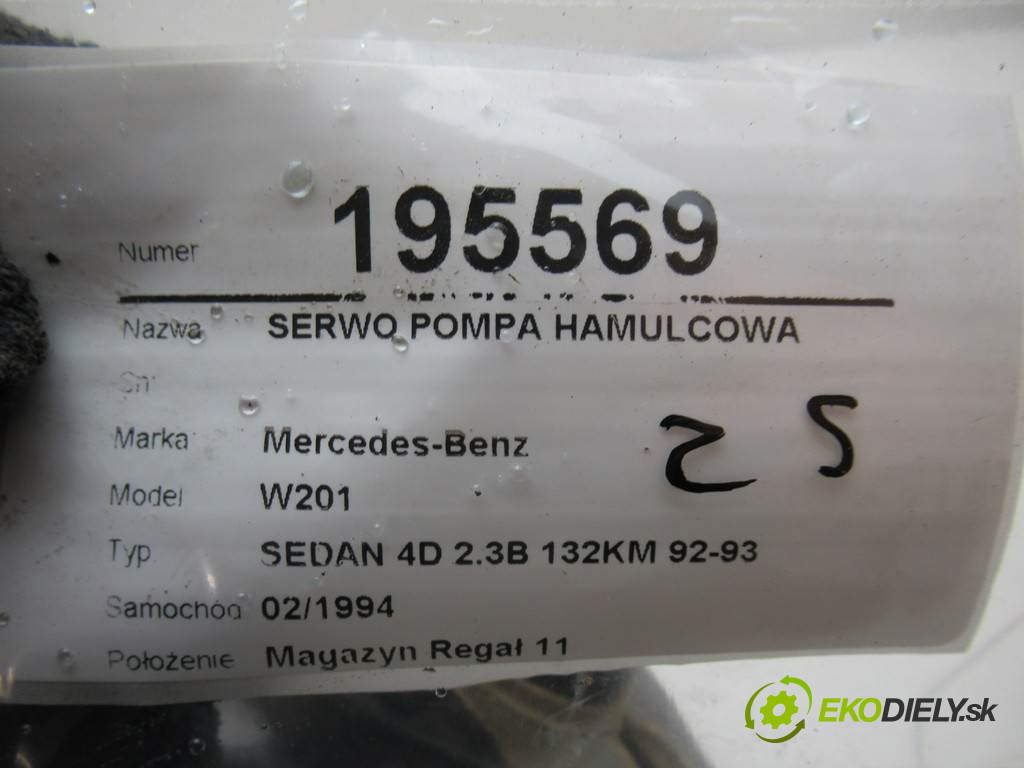 Numer 195569
Nazwa SERWO POMPA HAMULCOWA
Sn
Marka Mercedes-Benz
Model W201
Typ SEDAN 4D 2.3B 132KM 92-93
Samochód 02/1994
Położenie Magazyn Regał 11
EKODIELY.sk